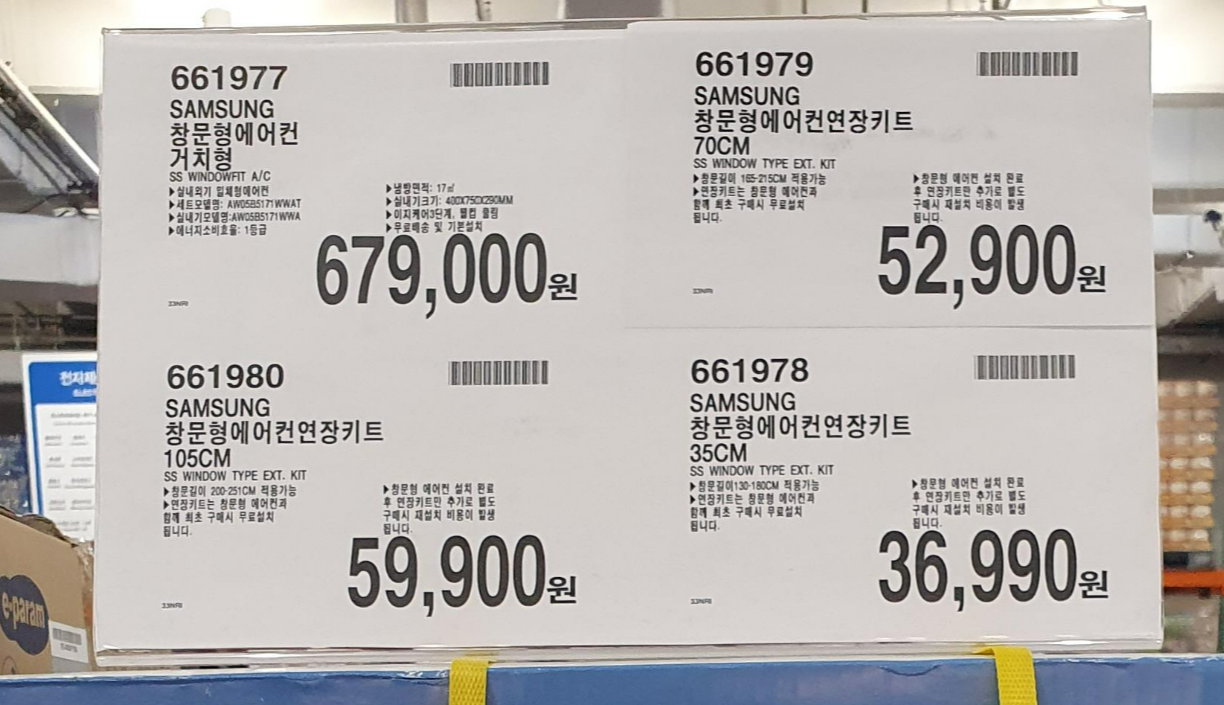 661977
SAMSUNG
창문형에어컨
거치형
SS WINDOWFIT A/C
▶실내외기 일체형에어컨
▶세트모델명: AW05B5171WWAT
▶실내기모델명:AW05B5171WWA
▶에너지소비효율: 1등급
▶냉방면적: 17㎡
▶실내기크기: 400X750X290MM
▶이지케어3단계, 웰컴 쿨링
▶무료배송 및 기본설치
679,000원
661979
SAMSUNG
창문형에어컨연장키트
70CM
SS WINDOW TYPE EXT. KIT
▶창문길이 165-215CM 적용가능
▶연장키트는 창문형 에어컨과
함께 최초 구매시 무료설치
됩니다.
▶창문형 에어컨 설치 완료
후 연장키트만 추가로 별도
구매시 재설치 비용이 발생
됩니다.
52,900원
661980
SAMSUNG
창문형에어컨연장키트
105CM
SS WINDOW TYPE EXT. KIT
▶창문길이 200-251CM 적용가능
▶연장키트는 창문형 에어컨과
함께 최초 구매시 무료설치
됩니다.
▶창문형 에어컨 설치 완료
후 연장키트만 추가로 별도
구매시 재설치 비용이 발생
됩니다.
59,900원
661978
SAMSUNG
창문형에어컨연장키트
35CM
SS WINDOW TYPE EXT. KIT
▶창문길이130-180CM 적용가능
▶연장키트는 창문형 에어컨과
함께 최초 구매시 무료설치
됩니다.
▶창문형 에어컨 설치 완료
후 연장키트만 추가로 별도
구매시 재설치 비용이 발생
됩니다.
36,990원
전자제
e-param